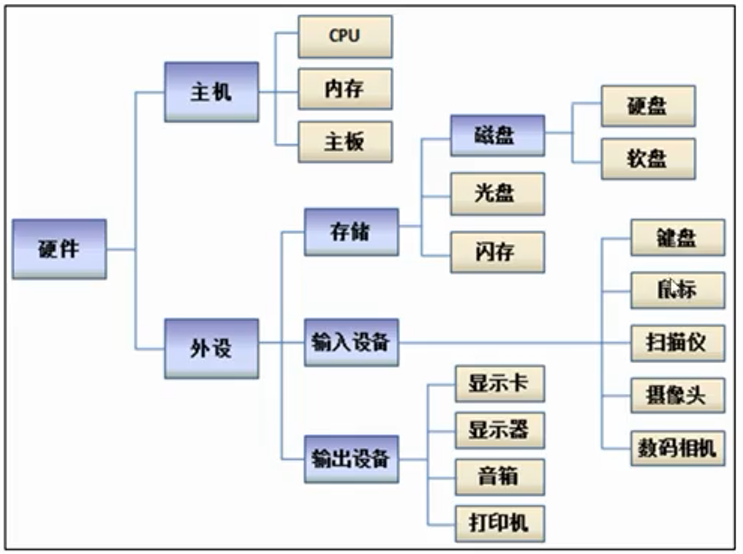 硬件
主机
CPU
内存
主板
外设
存储
磁盘
硬盘
软盘
光盘
闪存
输入设备
键盘
鼠标
扫描仪
摄像头
数码相机
输出设备
显示卡
显示器
音箱
打印机